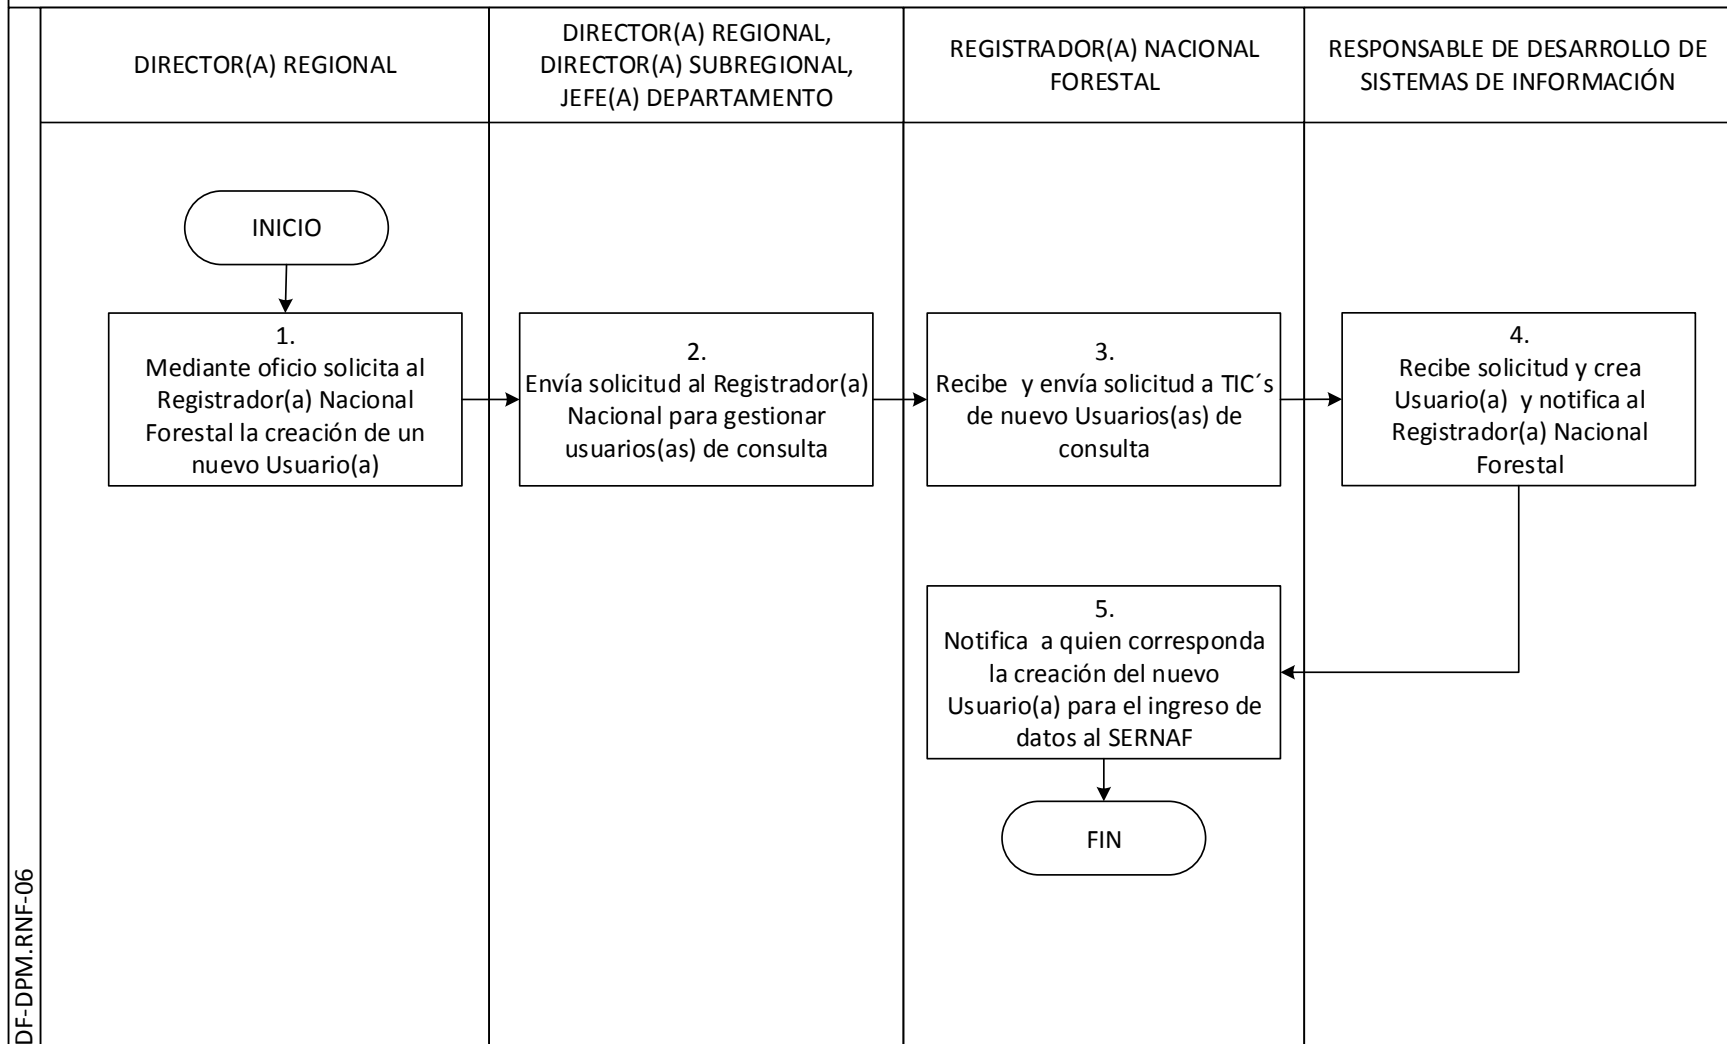 DIRECTOR(A) REGIONAL
DIRECTOR(A) REGIONAL,
DIRECTOR(A) SUBREGIONAL,
JEFE(A) DEPARTAMENTO
REGISTRADOR(A) NACIONAL
FORESTAL
RESPONSABLE DE DESARROLLO DE
SISTEMAS DE INFORMACIÓN
INICIO
1.
Mediante oficio solicita al
Registrador(a) Nacional
Forestal la creación de un
nuevo Usuario(a)
2.
Envía solicitud al Registrador(a)
Nacional para gestionar
usuarios(as) de consulta
3.
Recibe y envía solicitud a TIC´s
de nuevo Usuarios(as) de
consulta
4.
Recibe solicitud y crea
Usuario(a) y notifica al
Registrador(a) Nacional
Forestal
5.
Notifica a quien corresponda
la creación del nuevo
Usuario(a) para el ingreso de
datos al SERNAF
FIN
DF-DPM.RNF-06